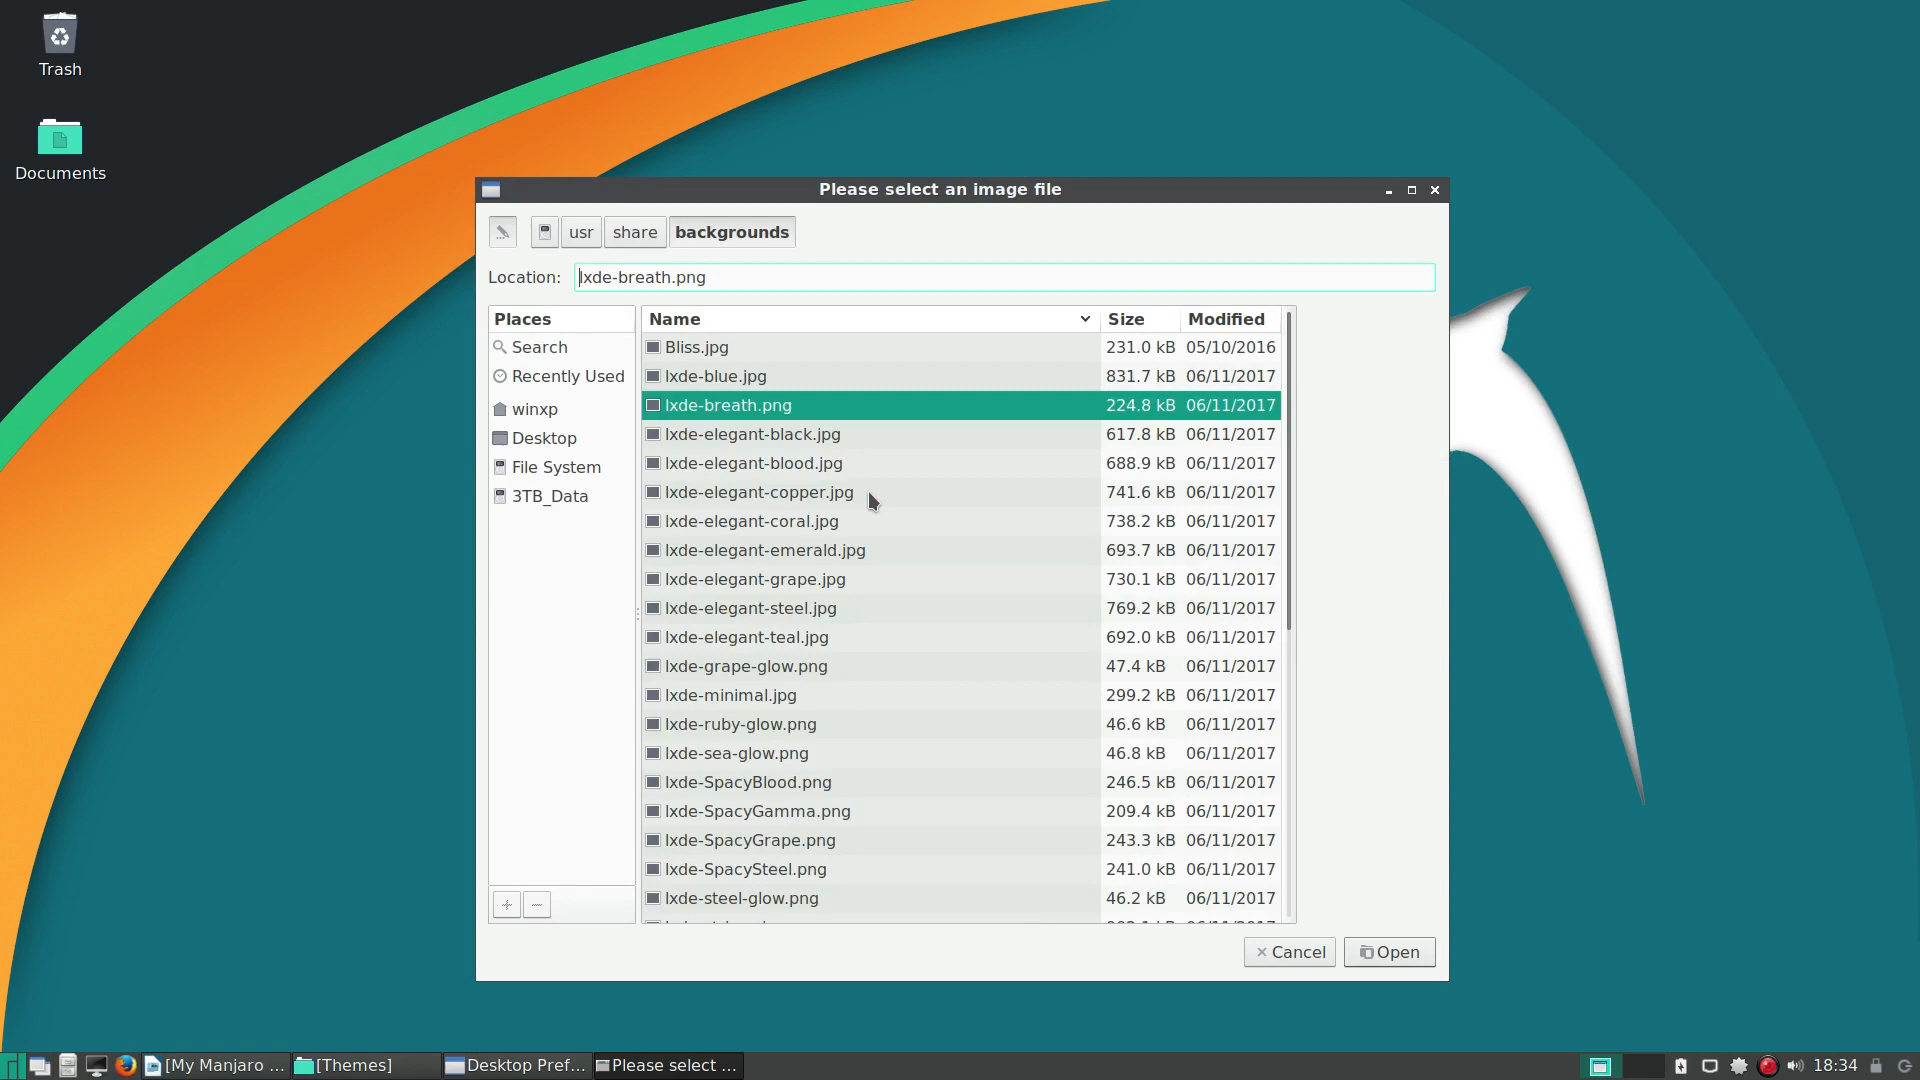 Trash
Documents
Please select an image file
usr share backgrounds
Location: lxde-breath.png
Places
Search
Recently Used
winxp
Desktop
File System
3TB_Data
Name Size Modified
Bliss.jpg 231.0 kB 05/10/2016
lxde-blue.jpg 831.7 kB 06/11/2017
lxde-breath.png 224.8 kB 06/11/2017
lxde-elegant-black.jpg 617.8 kB 06/11/2017
lxde-elegant-blood.jpg 688.9 kB 06/11/2017
lxde-elegant-copper.jpg 741.6 kB 06/11/2017
lxde-elegant-coral.jpg 738.2 kB 06/11/2017
lxde-elegant-emerald.jpg 693.7 kB 06/11/2017
lxde-elegant-grape.jpg 730.1 kB 06/11/2017
lxde-elegant-steel.jpg 769.2 kB 06/11/2017
lxde-elegant-teal.jpg 692.0 kB 06/11/2017
lxde-grape-glow.png 47.4 kB 06/11/2017
lxde-minimal.jpg 299.2 kB 06/11/2017
lxde-ruby-glow.png 46.6 kB 06/11/2017
lxde-sea-glow.png 46.8 kB 06/11/2017
lxde-SpacyBlood.png 246.5 kB 06/11/2017
lxde-SpacyGamma.png 209.4 kB 06/11/2017
lxde-SpacyGrape.png 243.3 kB 06/11/2017
lxde-SpacySteel.png 241.0 kB 06/11/2017
lxde-steel-glow.png 46.2 kB 06/11/2017
Cancel Open
[My Manjaro ... [Themes] Desktop Pref... Please select ... 18:34